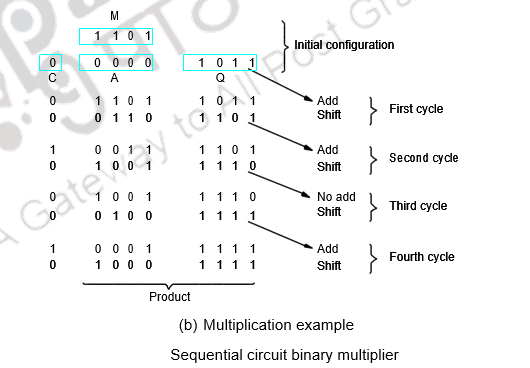 M
1 1 0 1
Initial configuration
0 0 0 0 0 1 0 1 1
C A Q
0 1 1 0 1 1 0 1 1 Add
0 0 1 1 0 1 1 0 1 Shift
First cycle
1 0 0 1 1 1 1 0 1 Add
0 1 0 0 1 1 1 1 0 Shift
Second cycle
0 1 0 0 1 1 1 1 0 No add
0 0 1 0 0 1 1 1 1 Shift
Third cycle
1 0 0 0 1 1 1 1 1 Add
0 1 0 0 0 1 1 1 1 Shift
Fourth cycle
Product
(b) Multiplication example
Sequential circuit binary multiplier
A Gateway to All Post Gra